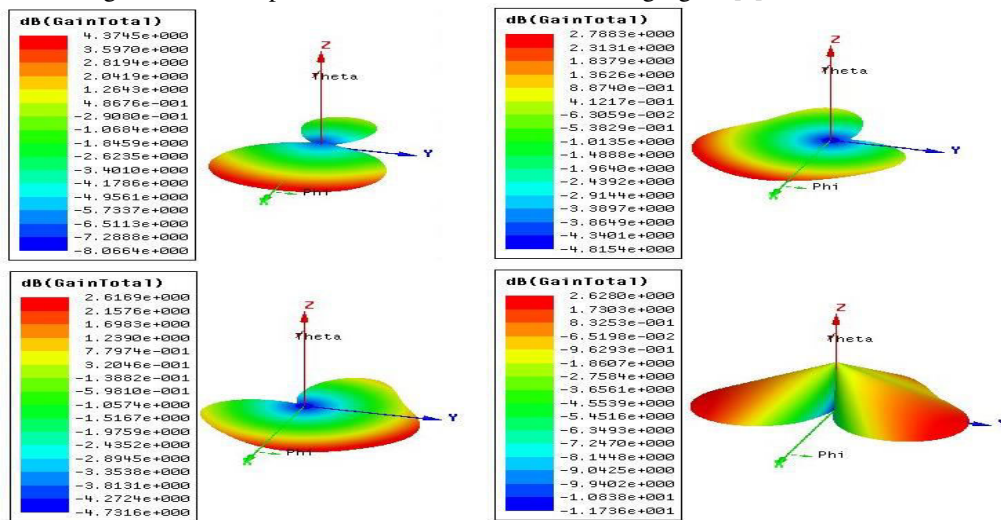 dB(GainTotal)
4.3745e+000
3.5970e+000
2.8194e+000
2.0419e+000
1.2643e+000
4.8676e-001
-2.9080e-001
-1.0684e+000
-1.8459e+000
-2.6235e+000
-3.4010e+000
-4.1786e+000
-4.9561e+000
-5.7337e+000
-6.5113e+000
-7.2888e+000
-8.0664e+000
Z
Theta
Y
Phi
X
dB(GainTotal)
2.7883e+000
2.3131e+000
1.8379e+000
1.3626e+000
8.8740e-001
4.1217e-001
-6.3059e-002
-5.3829e-001
-1.0135e+000
-1.4888e+000
-1.9640e+000
-2.4392e+000
-2.9144e+000
-3.3897e+000
-3.8649e+000
-4.3401e+000
-4.8154e+000
Z
Theta
Y
Phi
X
dB(GainTotal)
2.6169e+000
2.1576e+000
1.6983e+000
1.2390e+000
7.7974e-001
3.2046e-001
-1.3882e-001
-5.9810e-001
-1.0574e+000
-1.5167e+000
-1.9759e+000
-2.4352e+000
-2.8945e+000
-3.3538e+000
-3.8131e+000
-4.2724e+000
-4.7316e+000
Z
Theta
Y
Phi
X
dB(GainTotal)
2.6280e+000
1.7303e+000
8.3253e-001
-6.5198e-002
-9.6293e-001
-1.8607e+000
-2.7584e+000
-3.6561e+000
-4.5539e+000
-5.4516e+000
-6.3493e+000
-7.2470e+000
-8.1448e+000
-9.0425e+000
-9.9402e+000
-1.0838e+001
-1.1736e+001
Z
Theta
Phi
X